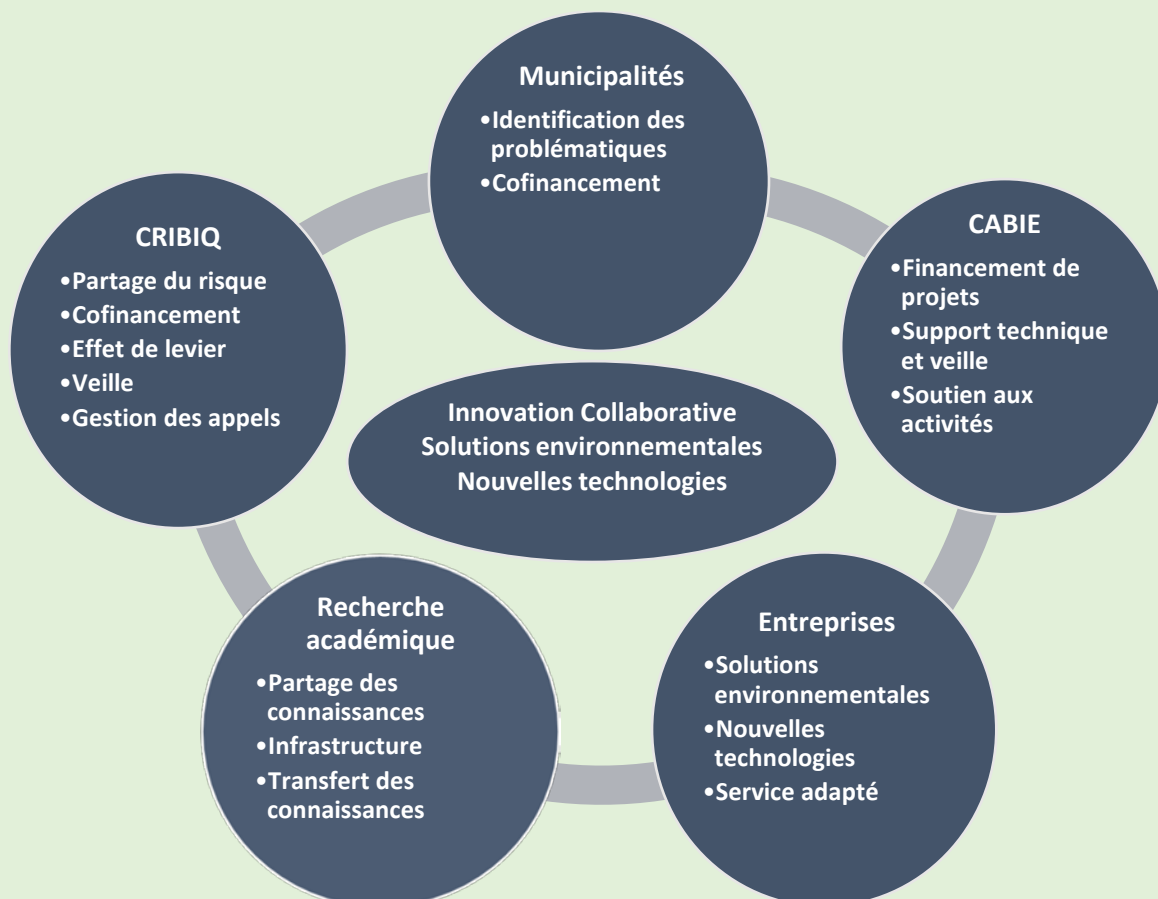 Municipalités
•Identification des
problématiques
•Cofinancement
CRIBIQ
•Partage du risque
•Cofinancement
•Effet de levier
•Veille
•Gestion des appels
CABIE
•Financement de
projets
•Support technique
et veille
•Soutien aux
activités
Innovation Collaborative
Solutions environnementales
Nouvelles technologies
Recherche
académique
•Partage des
connaissances
•Infrastructure
•Transfert des
connaissances
Entreprises
•Solutions
environnementales
•Nouvelles
technologies
•Service adapté